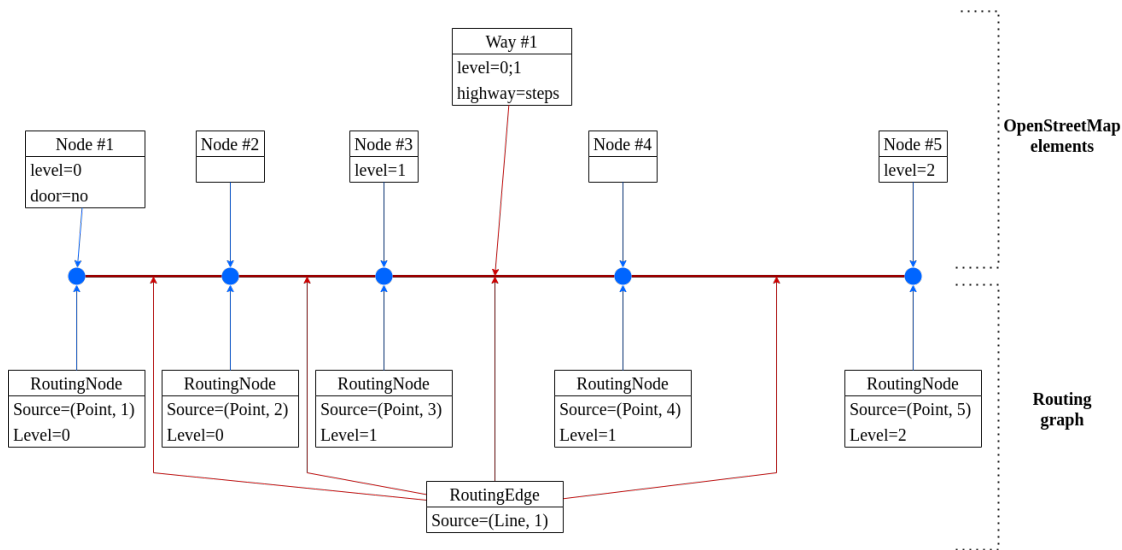 Way #1
level=0;1
highway=steps
OpenStreetMap
elements
Node #1
level=0
door=no
Node #2
Node #3
level=1
Node #4
Node #5
level=2
RoutingNode
Source=(Point, 1)
Level=0
RoutingNode
Source=(Point, 2)
Level=0
RoutingNode
Source=(Point, 3)
Level=1
RoutingNode
Source=(Point, 4)
Level=1
RoutingNode
Source=(Point, 5)
Level=2
Routing
graph
RoutingEdge
Source=(Line, 1)